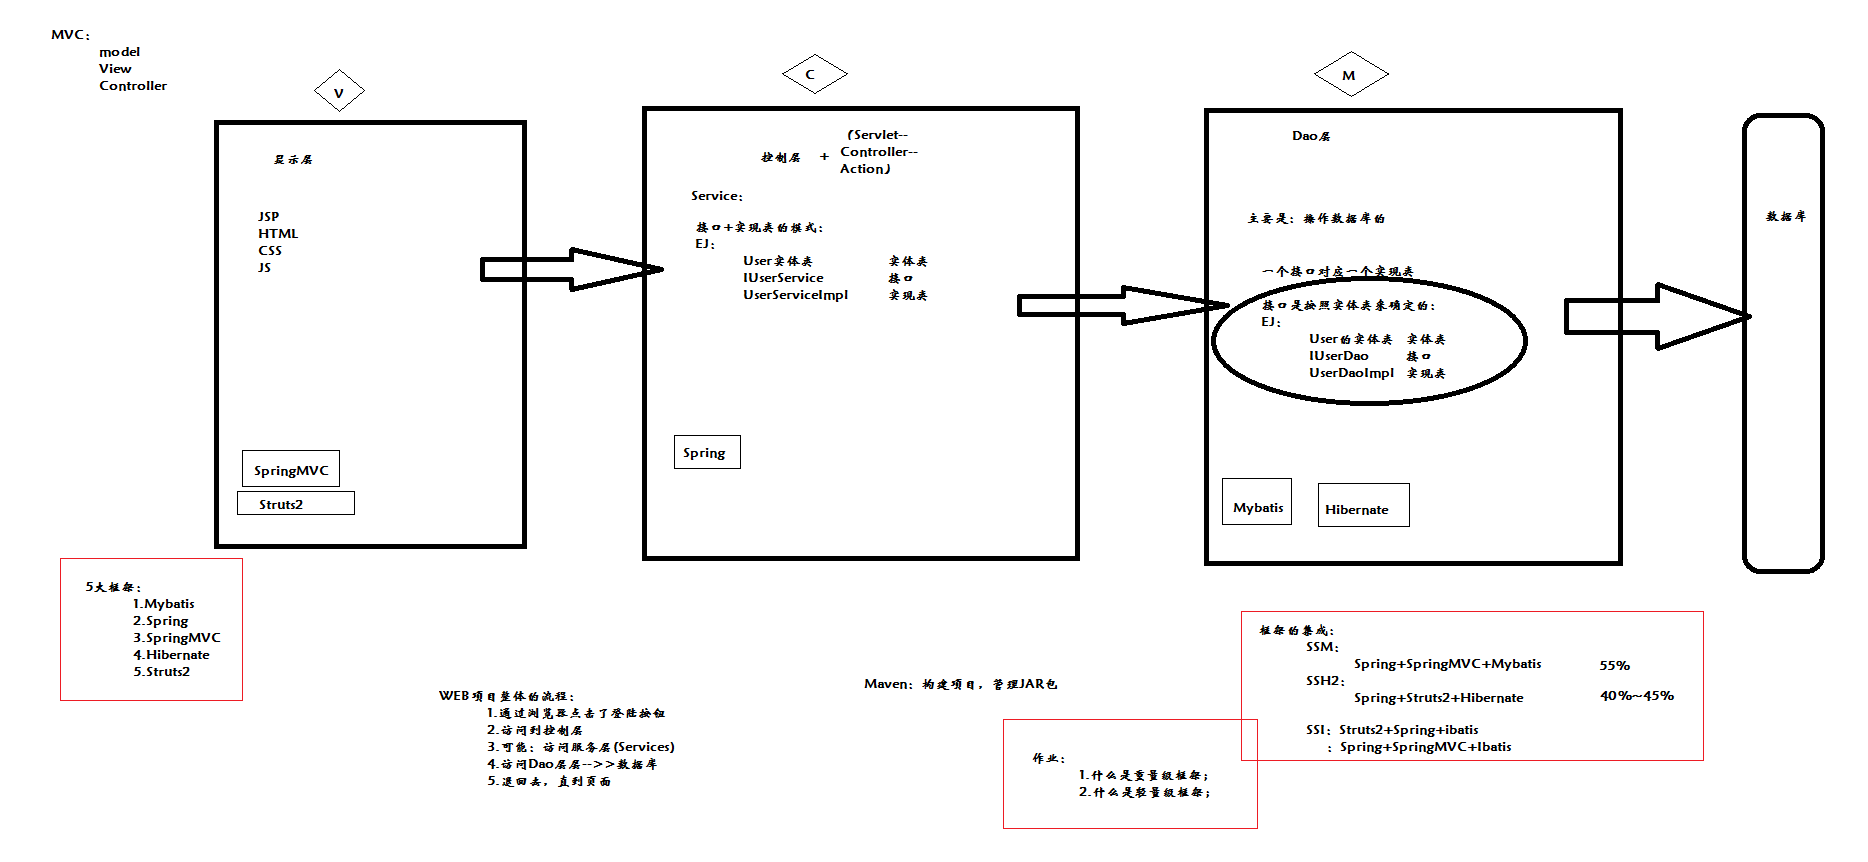 MVC：
model
View
Controller
V
显示层
JSP
HTML
CSS
JS
SpringMVC
Struts2
C
控制层 + （Servlet--
Controller--
Action）
Service：
接口+实现类的模式：
EJ：
User实体类 实体类
IUserService 接口
UserServiceImpl 实现类
Spring
M
Dao层
主要是：操作数据库的
一个接口对应一个实现类
接口是按照实体类来确定的：
EJ：
User的实体类 实体类
IUserDao 接口
UserDaoImpl 实现类
Mybatis
Hibernate
数据库
5大框架：
1.Mybatis
2.Spring
3.SpringMVC
4.Hibernate
5.Struts2
WEB项目整体的流程：
1.通过浏览器点击了登陆按钮
2.访问到控制层
3.可能：访问服务层(Services)
4.访问Dao层层-->>数据库
5.退回去，直到页面
Maven：构建项目，管理JAR包
作业：
1.什么是重量级框架；
2.什么是轻量级框架；
框架的集成：
SSM：
Spring+SpringMVC+Mybatis 55%
SSH2：
Spring+Struts2+Hibernate 40%~45%
SSI：Struts2+Spring+ibatis
：Spring+SpringMVC+Ibatis